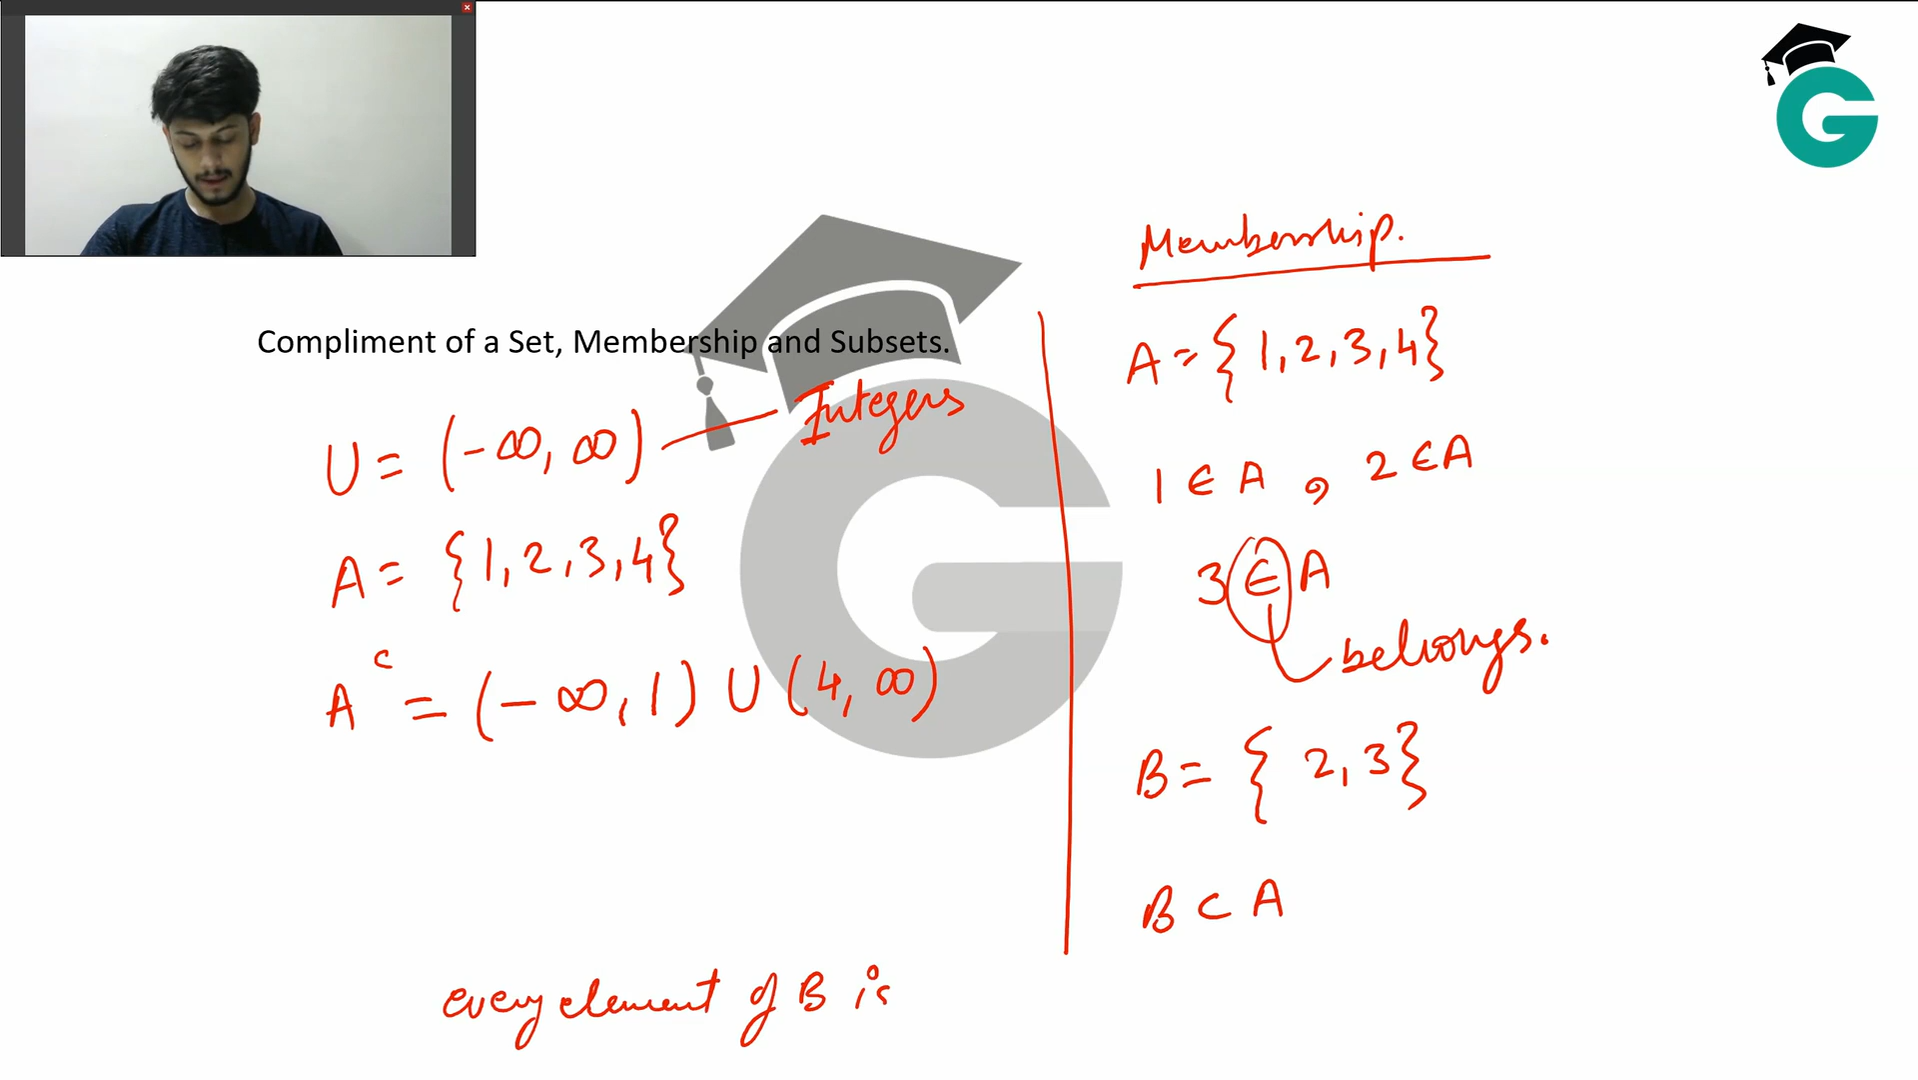 Compliment of a Set, Membership and Subsets.
U = (-∞, ∞) — Integers
A = {1, 2, 3, 4}
Aᶜ = (-∞, 1) U (4, ∞)
every element of B is
Membership.
A = {1, 2, 3, 4}
1 ∈ A , 2 ∈ A
3 ∈ A
belongs.
B = { 2, 3}
B ⊂ A
G